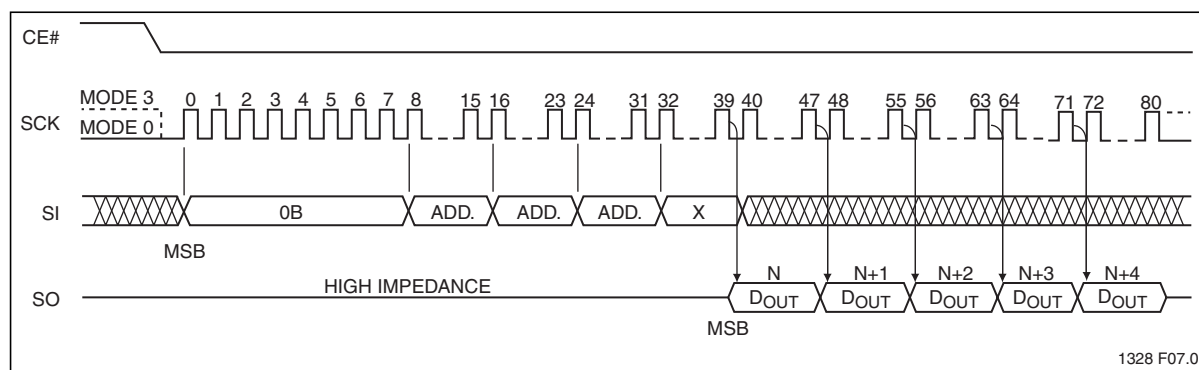 CE#
MODE 3
MODE 0
SCK
0 1 2 3 4 5 6 7 8 15 16 23 24 31 32 39 40 47 48 55 56 63 64 71 72 80
SI
0B ADD. ADD. ADD. X
MSB
N N+1 N+2 N+3 N+4
SO
HIGH IMPEDANCE
DOUT DOUT DOUT DOUT DOUT
MSB
1328 F07.0